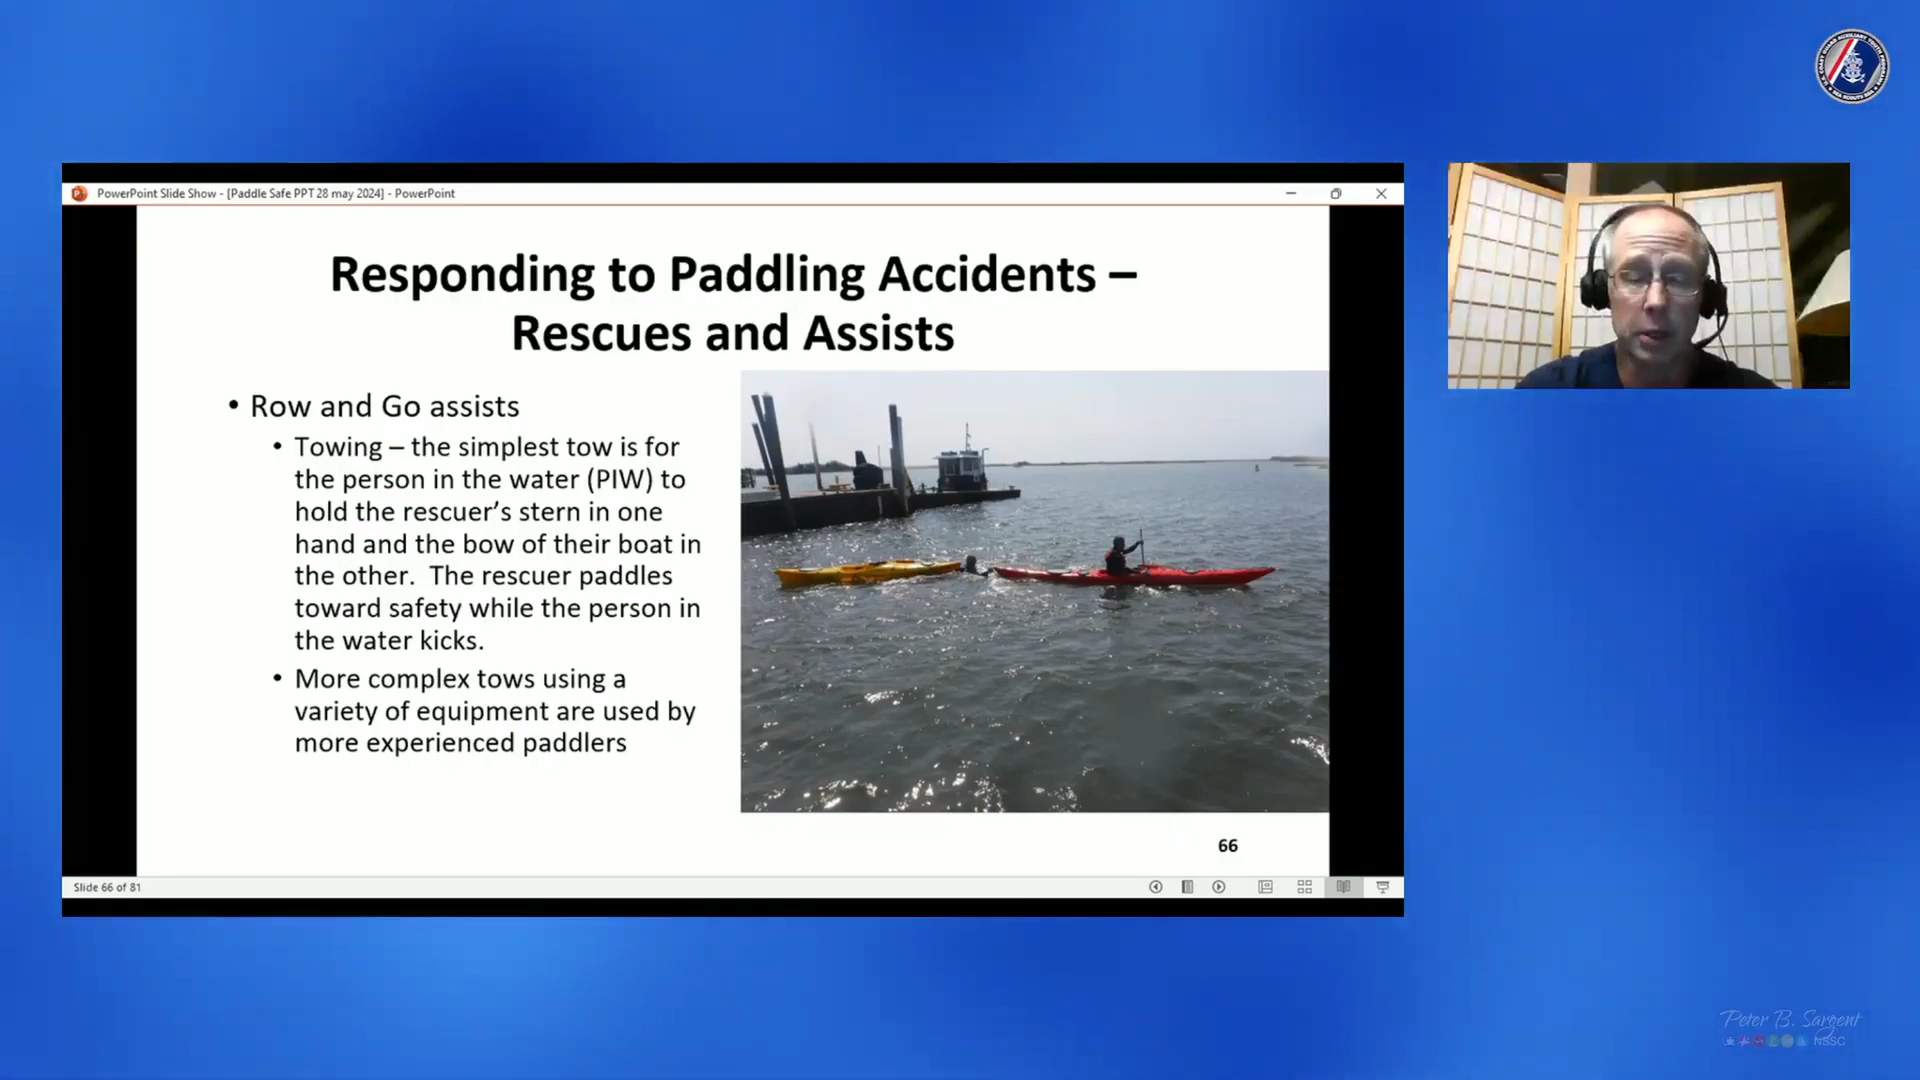 PowerPoint Slide Show - [Paddle Safe PPT 28 may 2024] - PowerPoint
Responding to Paddling Accidents –
Rescues and Assists
• Row and Go assists
• Towing – the simplest tow is for
the person in the water (PIW) to
hold the rescuer’s stern in one
hand and the bow of their boat in
the other.  The rescuer paddles
toward safety while the person in
the water kicks.
• More complex tows using a
variety of equipment are used by
more experienced paddlers
66
Slide 66 of 81
Peter B. Sargent
NSSC